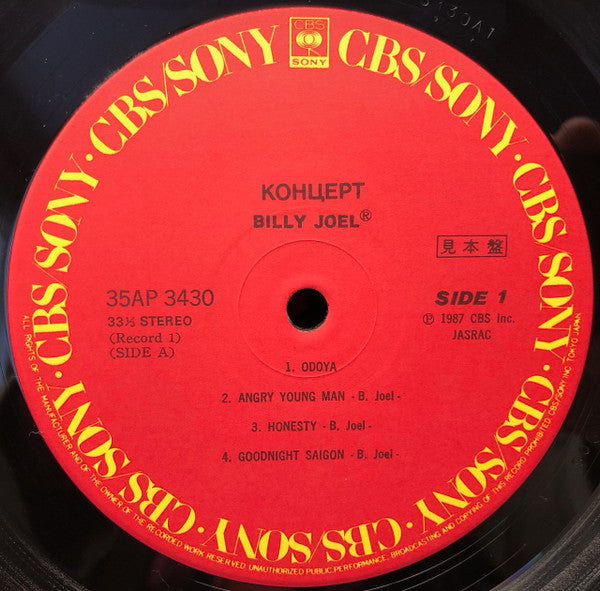 3430A1
CBS
SONY
CBS/SONY · CBS/SONY · CBS/SONY · CBS/SONY · CBS/SONY · CBS/SONY · CBS/SONY · CBS/SONY
КОНЦЕРТ
BILLY JOEL®
見本盤
35AP 3430
SIDE 1
33⅓ STEREO
℗ 1987 CBS Inc.
(Record 1)
JASRAC
(SIDE A)
1. ODOYA
2. ANGRY YOUNG MAN - B. Joel -
3. HONESTY - B. Joel -
4. GOODNIGHT SAIGON - B. Joel -
ALL RIGHTS OF THE MANUFACTURER AND OF THE OWNER OF THE RECORDED WORK RESERVED. UNAUTHORIZED PUBLIC PERFORMANCE, BROADCASTING AND COPYING OF THIS RECORD PROHIBITED. CBS/SONY INC. TOKYO JAPAN